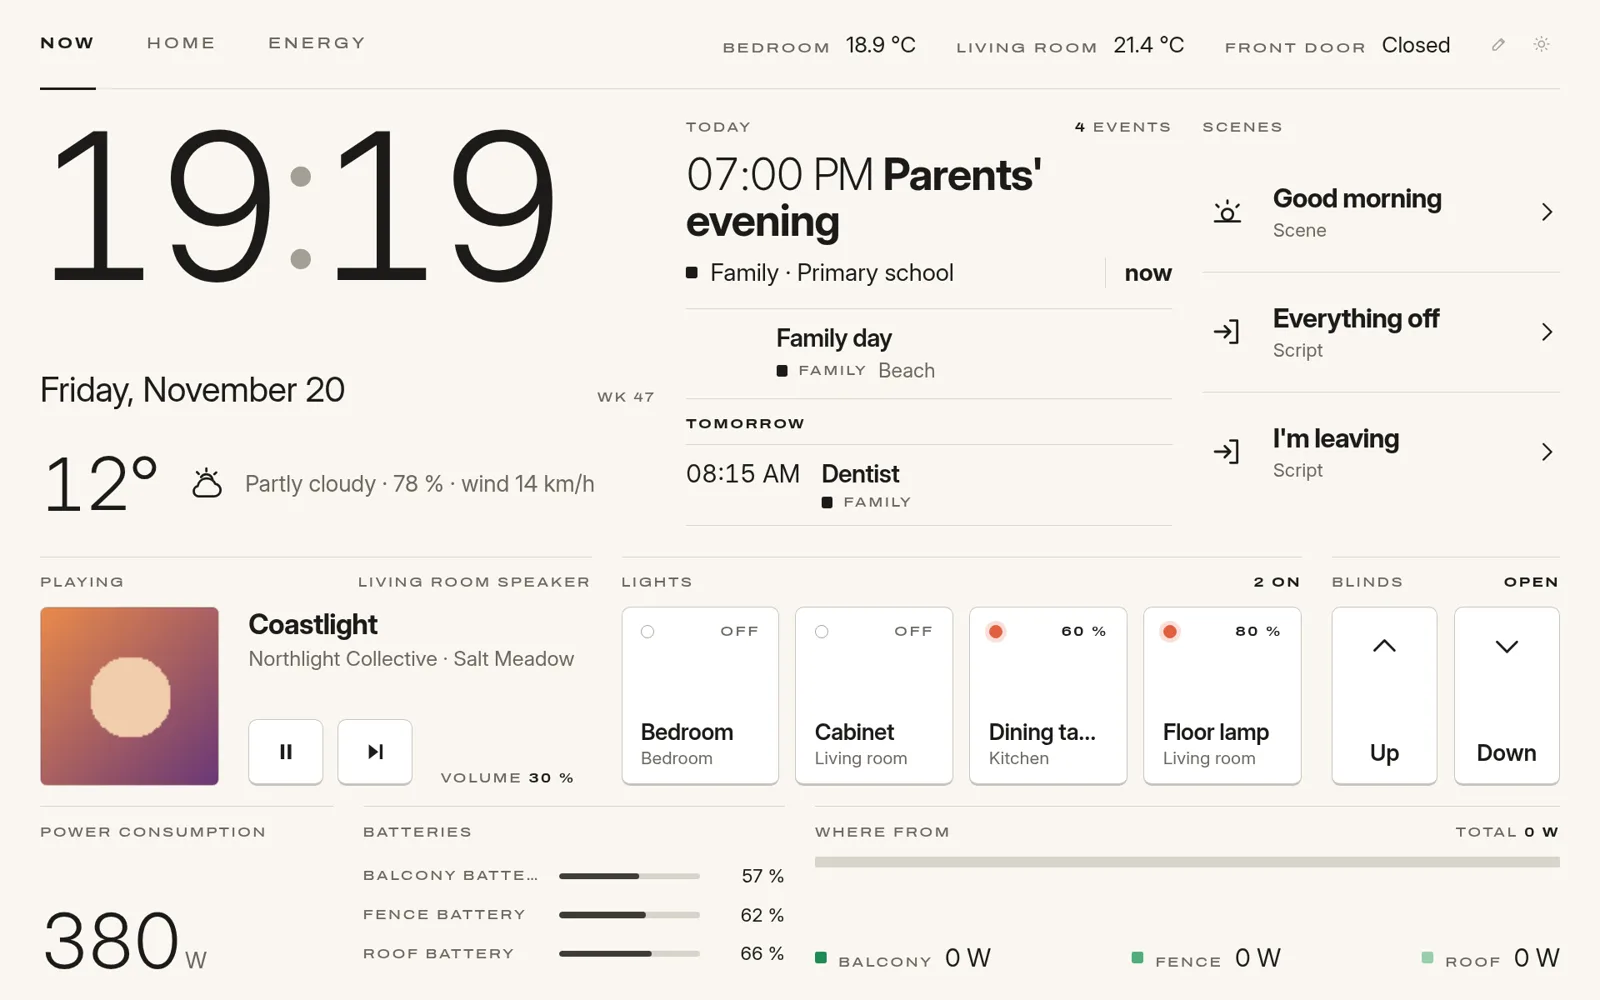 NOW HOME ENERGY BEDROOM 18.9 °C LIVING ROOM 21.4 °C FRONT DOOR Closed
19:19
Friday, November 20 WK 47
12° Partly cloudy · 78 % · wind 14 km/h
TODAY 4 EVENTS
07:00 PM Parents'
evening
Family · Primary school now
Family day
FAMILY Beach
TOMORROW
08:15 AM Dentist
FAMILY
SCENES
Good morning
Scene
Everything off
Script
I'm leaving
Script
PLAYING LIVING ROOM SPEAKER
Coastlight
Northlight Collective · Salt Meadow
VOLUME 30 %
LIGHTS 2 ON
OFF
Bedroom
Bedroom
OFF
Cabinet
Living room
60 %
Dining ta...
Kitchen
80 %
Floor lamp
Living room
BLINDS OPEN
Up
Down
POWER CONSUMPTION
380 W
BATTERIES
BALCONY BATTE... 57 %
FENCE BATTERY 62 %
ROOF BATTERY 66 %
WHERE FROM TOTAL 0 W
BALCONY 0 W FENCE 0 W ROOF 0 W